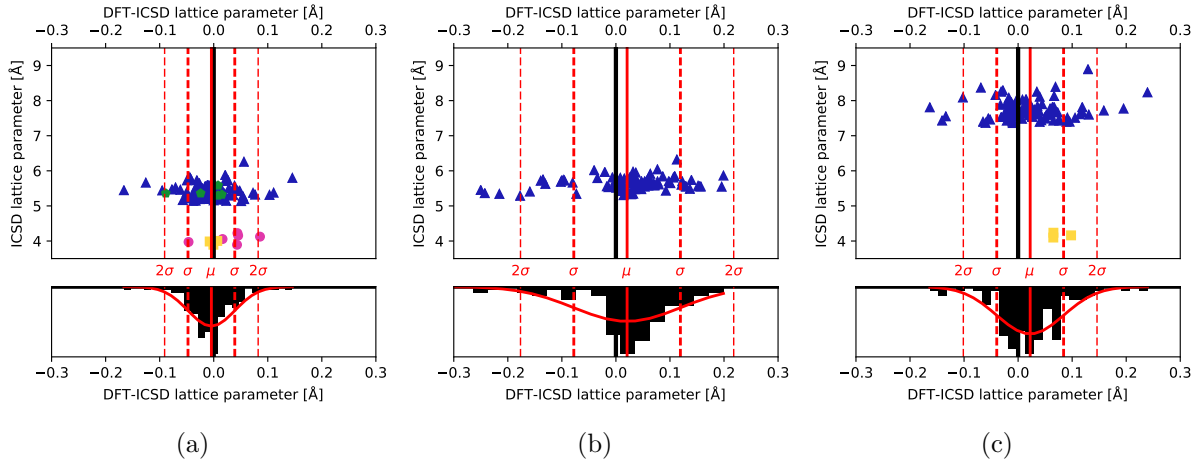 DFT-ICSD lattice parameter [Å]
−0.3 −0.2 −0.1 0.0 0.1 0.2 0.3
ICSD lattice parameter [Å]
9
8
7
6
5
4
2σ σ μ σ 2σ
−0.3 −0.2 −0.1 0.0 0.1 0.2 0.3
DFT-ICSD lattice parameter [Å]
(a)
DFT-ICSD lattice parameter [Å]
−0.3 −0.2 −0.1 0.0 0.1 0.2 0.3
ICSD lattice parameter [Å]
9
8
7
6
5
4
2σ σ μ σ 2σ
−0.3 −0.2 −0.1 0.0 0.1 0.2 0.3
DFT-ICSD lattice parameter [Å]
(b)
DFT-ICSD lattice parameter [Å]
−0.3 −0.2 −0.1 0.0 0.1 0.2 0.3
ICSD lattice parameter [Å]
9
8
7
6
5
4
2σ σ μ σ 2σ
−0.3 −0.2 −0.1 0.0 0.1 0.2 0.3
DFT-ICSD lattice parameter [Å]
(c)